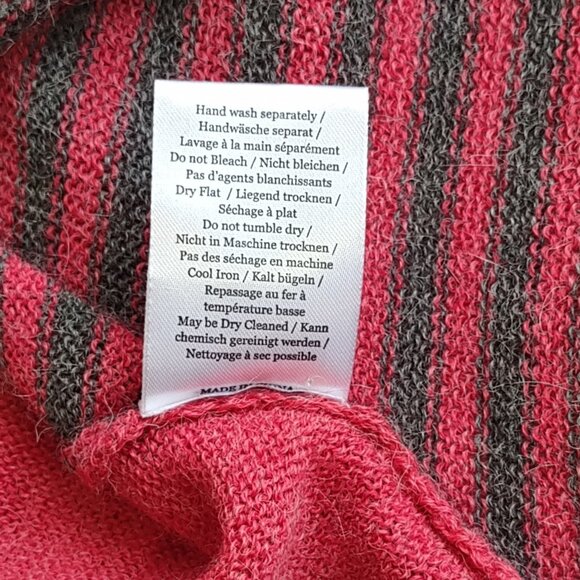 Hand wash separately /
Handwäsche separat /
Lavage à la main séparément
Do not Bleach / Nicht bleichen /
Pas d'agents blanchissants
Dry Flat / Liegend trocknen /
Séchage à plat
Do not tumble dry /
Nicht in Maschine trocknen /
Pas des séchage en machine
Cool Iron / Kalt bügeln /
Repassage au fer à
température basse
May be Dry Cleaned / Kann
chemisch gereinigt werden /
Nettoyage à sec possible
MADE